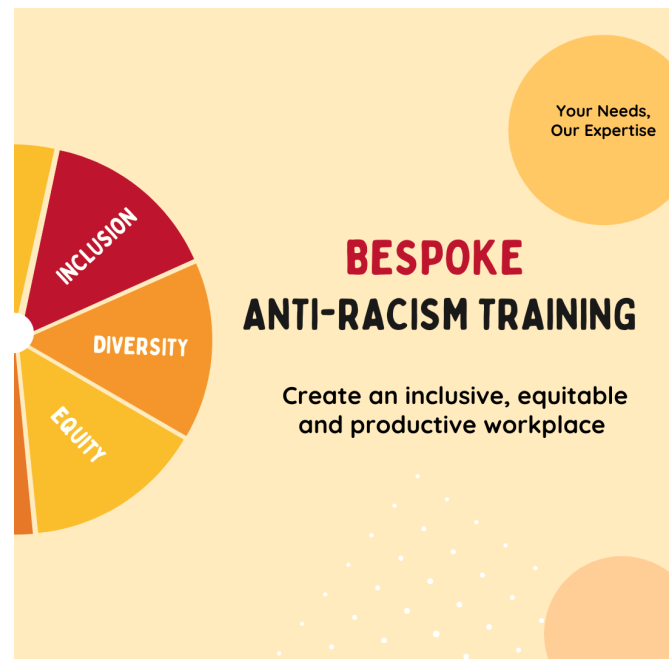 Your Needs,
Our Expertise
INCLUSION
DIVERSITY
EQUITY
BESPOKE
ANTI-RACISM TRAINING
Create an inclusive, equitable
and productive workplace